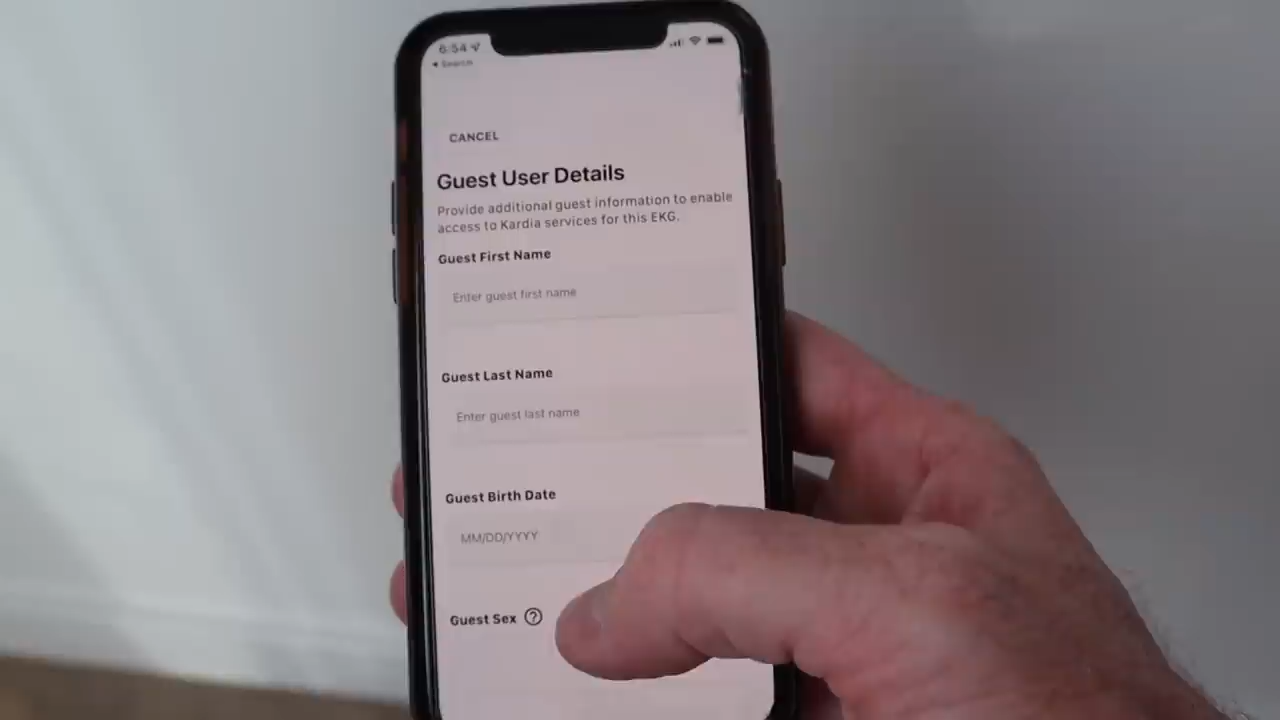 6:54
◀ Search
CANCEL
Guest User Details
Provide additional guest information to enable
access to Kardia services for this EKG.
Guest First Name
Enter guest first name
Guest Last Name
Enter guest last name
Guest Birth Date
MM/DD/YYYY
Guest Sex ?